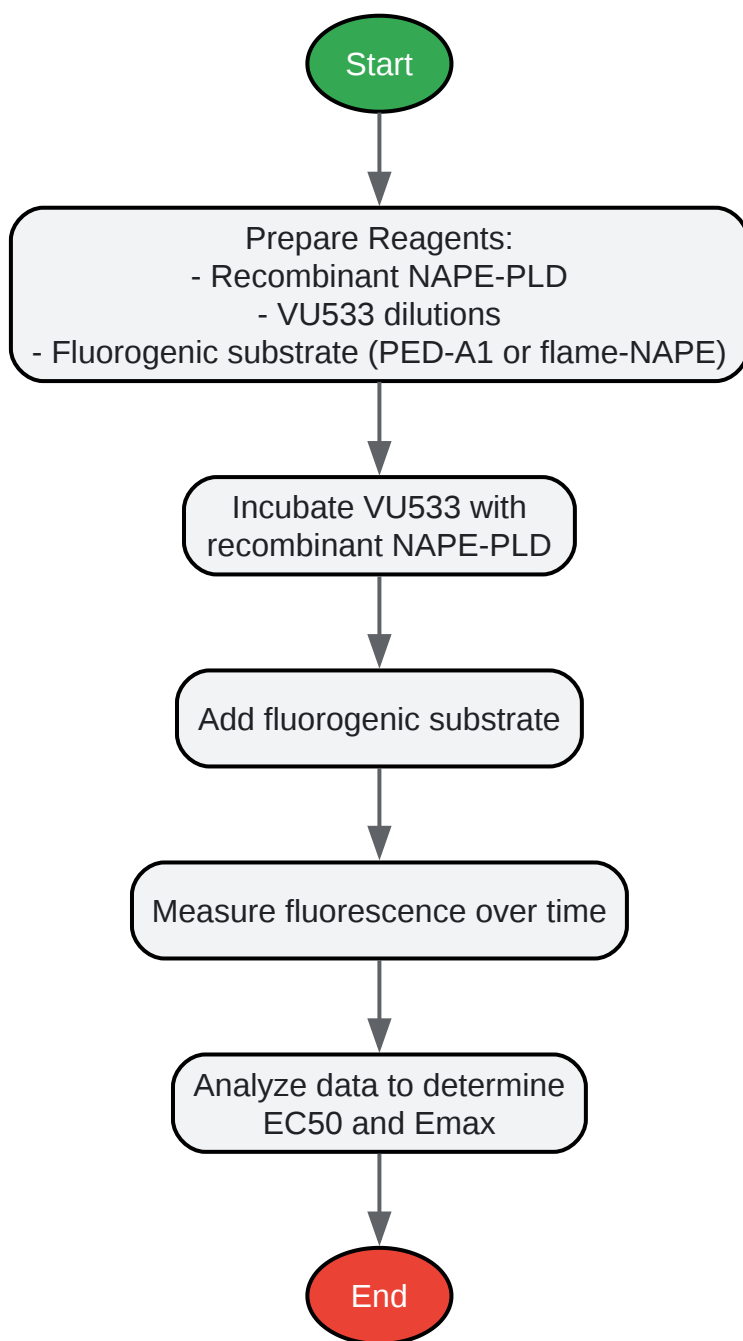 Start
Prepare Reagents:
- Recombinant NAPE-PLD
- VU533 dilutions
- Fluorogenic substrate (PED-A1 or flame-NAPE)
Incubate VU533 with
recombinant NAPE-PLD
Add fluorogenic substrate
Measure fluorescence over time
Analyze data to determine
EC50 and Emax
End